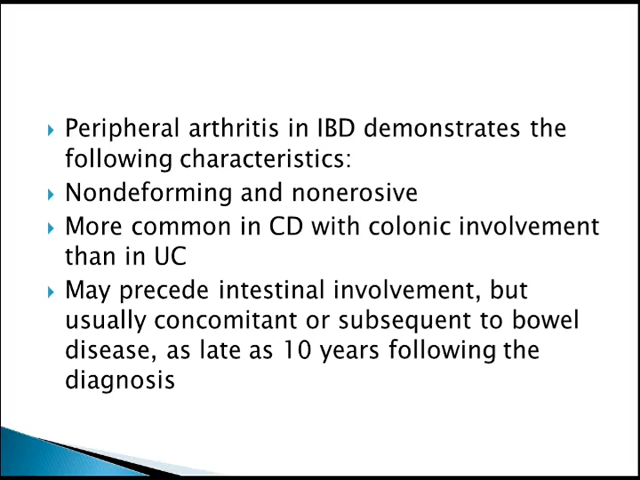 Peripheral arthritis in IBD demonstrates the
following characteristics:
Nondeforming and nonerosive
More common in CD with colonic involvement
than in UC
May precede intestinal involvement, but
usually concomitant or subsequent to bowel
disease, as late as 10 years following the
diagnosis